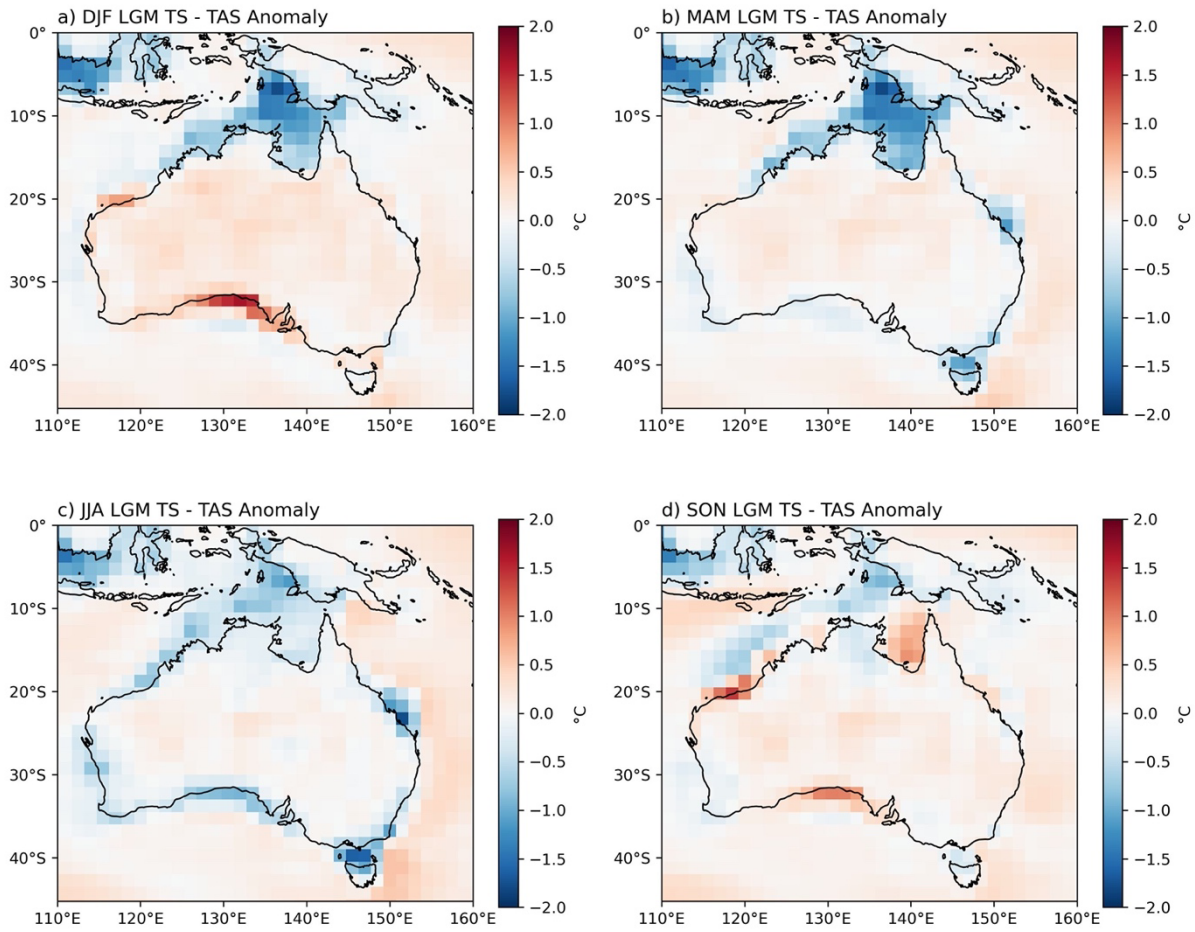 a) DJF LGM TS - TAS Anomaly
0°
10°S
20°S
30°S
40°S
110°E 120°E 130°E 140°E 150°E 160°E
2.0
1.5
1.0
0.5
0.0
−0.5
−1.0
−1.5
−2.0
°C
b) MAM LGM TS - TAS Anomaly
0°
10°S
20°S
30°S
40°S
110°E 120°E 130°E 140°E 150°E 160°E
2.0
1.5
1.0
0.5
0.0
−0.5
−1.0
−1.5
−2.0
°C
c) JJA LGM TS - TAS Anomaly
0°
10°S
20°S
30°S
40°S
110°E 120°E 130°E 140°E 150°E 160°E
2.0
1.5
1.0
0.5
0.0
−0.5
−1.0
−1.5
−2.0
°C
d) SON LGM TS - TAS Anomaly
0°
10°S
20°S
30°S
40°S
110°E 120°E 130°E 140°E 150°E 160°E
2.0
1.5
1.0
0.5
0.0
−0.5
−1.0
−1.5
−2.0
°C